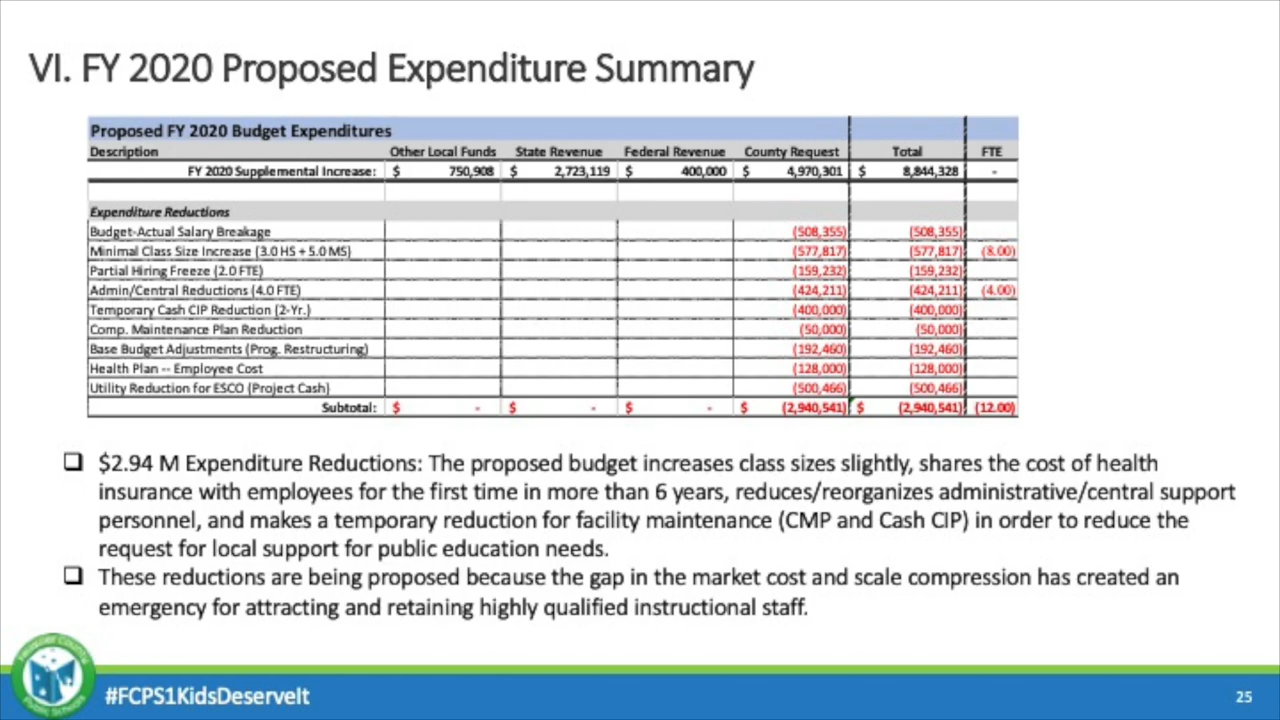 VI. FY 2020 Proposed Expenditure Summary
Proposed FY 2020 Budget Expenditures
Description Other Local Funds State Revenue Federal Revenue County Request Total FTE
FY 2020 Supplemental Increase: $ 750,908 $ 2,723,119 $ 400,000 $ 4,970,301 $ 8,844,328 -
Expenditure Reductions
Budget-Actual Salary Breakage (508,355) (508,355)
Minimal Class Size Increase (3.0 HS + 5.0 MS) (577,817) (577,817) (8.00)
Partial Hiring Freeze (2.0 FTE) (159,232) (159,232)
Admin/Central Reductions (4.0 FTE) (424,211) (424,211) (4.00)
Temporary Cash CIP Reduction (2-Yr.) (400,000) (400,000)
Comp. Maintenance Plan Reduction (50,000) (50,000)
Base Budget Adjustments (Prog. Restructuring) (192,460) (192,460)
Health Plan -- Employee Cost (128,000) (128,000)
Utility Reduction for ESCO (Project Cash) (500,466) (500,466)
Subtotal: $ - $ - $ - $ (2,940,541) $ (2,940,541) (12.00)
❑ $2.94 M Expenditure Reductions: The proposed budget increases class sizes slightly, shares the cost of health
insurance with employees for the first time in more than 6 years, reduces/reorganizes administrative/central support
personnel, and makes a temporary reduction for facility maintenance (CMP and Cash CIP) in order to reduce the
request for local support for public education needs.
❑ These reductions are being proposed because the gap in the market cost and scale compression has created an
emergency for attracting and retaining highly qualified instructional staff.
#FCPS1KidsDeserveIt
25